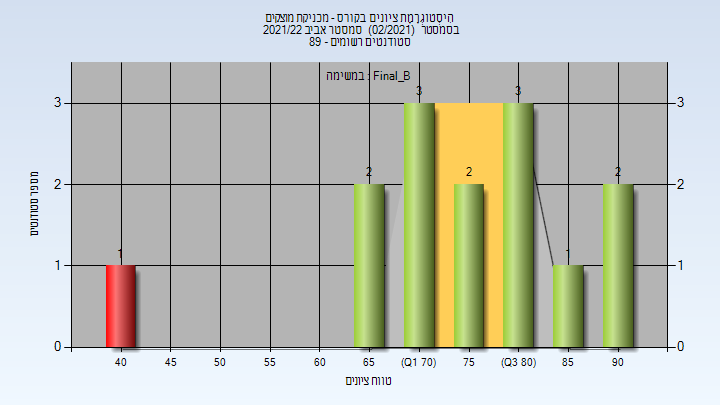 היסטוגרמת ציונים בקורס - מכניקת מוצקים
בסמסטר (02/2021) סמסטר אביב 2021/22
סטודנטים רשומים - 89
במשימה : Final_B
3 3
2 2
1 1
0 0
1 2 3 2 3 1 2
מספר סטודנטים
40 45 50 55 60 65 (Q1 70) 75 (Q3 80) 85 90
טווח ציונים